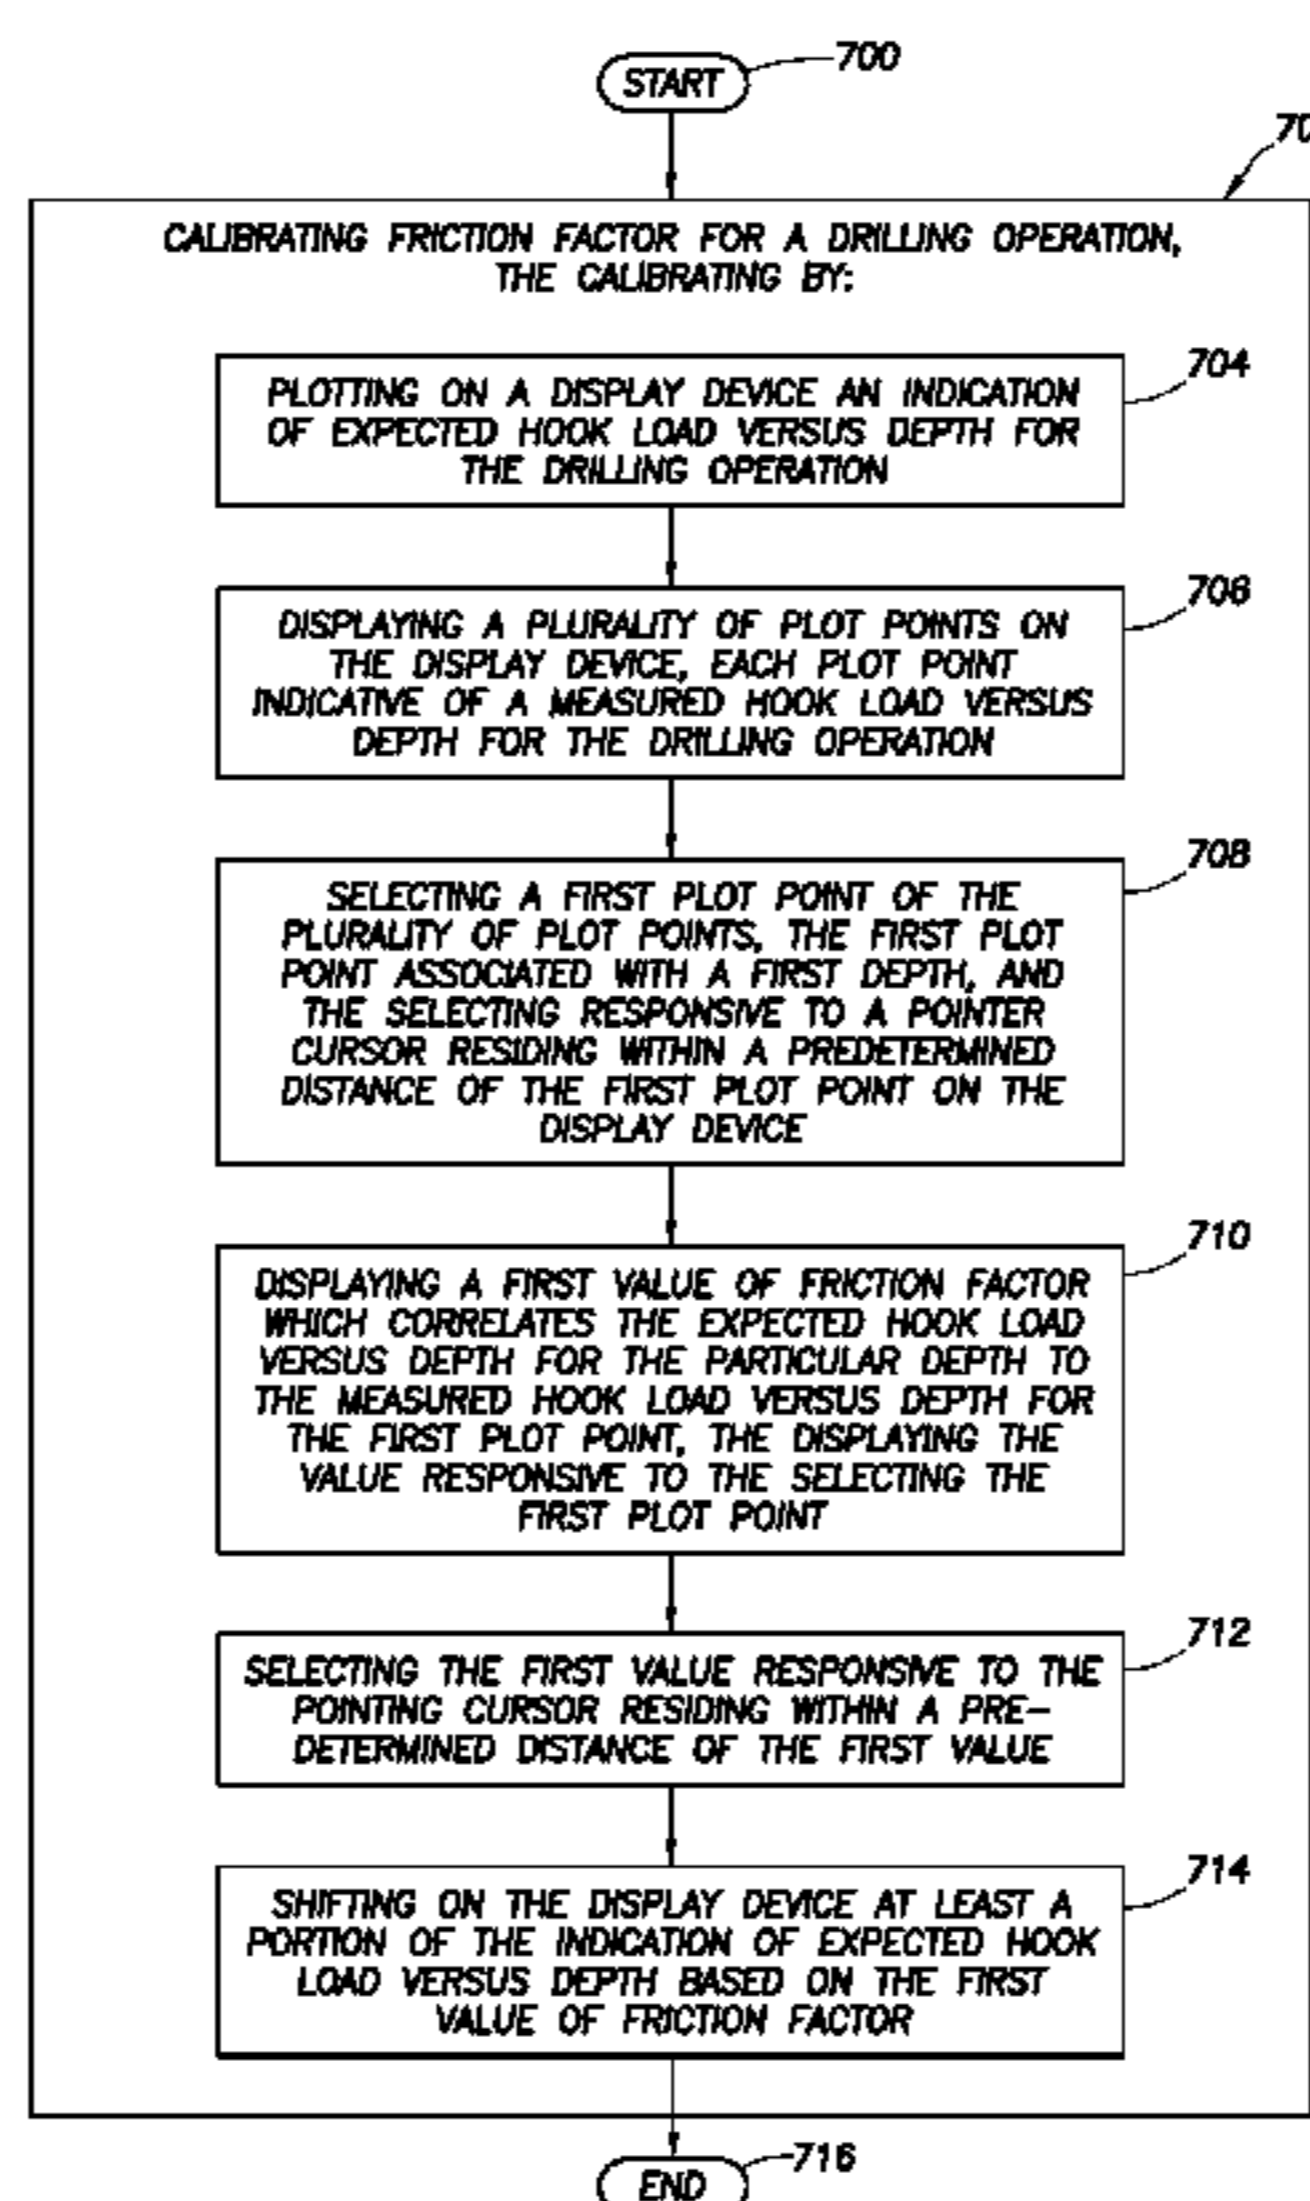 START
700
70
CALIBRATING FRICTION FACTOR FOR A DRILLING OPERATION,
THE CALIBRATING BY:
704
PLOTTING ON A DISPLAY DEVICE AN INDICATION
OF EXPECTED HOOK LOAD VERSUS DEPTH FOR
THE DRILLING OPERATION
706
DISPLAYING A PLURALITY OF PLOT POINTS ON
THE DISPLAY DEVICE, EACH PLOT POINT
INDICATIVE OF A MEASURED HOOK LOAD VERSUS
DEPTH FOR THE DRILLING OPERATION
708
SELECTING A FIRST PLOT POINT OF THE
PLURALITY OF PLOT POINTS, THE FIRST PLOT
POINT ASSOCIATED WITH A FIRST DEPTH, AND
THE SELECTING RESPONSIVE TO A POINTER
CURSOR RESIDING WITHIN A PREDETERMINED
DISTANCE OF THE FIRST PLOT POINT ON THE
DISPLAY DEVICE
710
DISPLAYING A FIRST VALUE OF FRICTION FACTOR
WHICH CORRELATES THE EXPECTED HOOK LOAD
VERSUS DEPTH FOR THE PARTICULAR DEPTH TO
THE MEASURED HOOK LOAD VERSUS DEPTH FOR
THE FIRST PLOT POINT, THE DISPLAYING THE
VALUE RESPONSIVE TO THE SELECTING THE
FIRST PLOT POINT
712
SELECTING THE FIRST VALUE RESPONSIVE TO THE
POINTING CURSOR RESIDING WITHIN A PRE-
DETERMINED DISTANCE OF THE FIRST VALUE
714
SHIFTING ON THE DISPLAY DEVICE AT LEAST A
PORTION OF THE INDICATION OF EXPECTED HOOK
LOAD VERSUS DEPTH BASED ON THE FIRST
VALUE OF FRICTION FACTOR
716
END